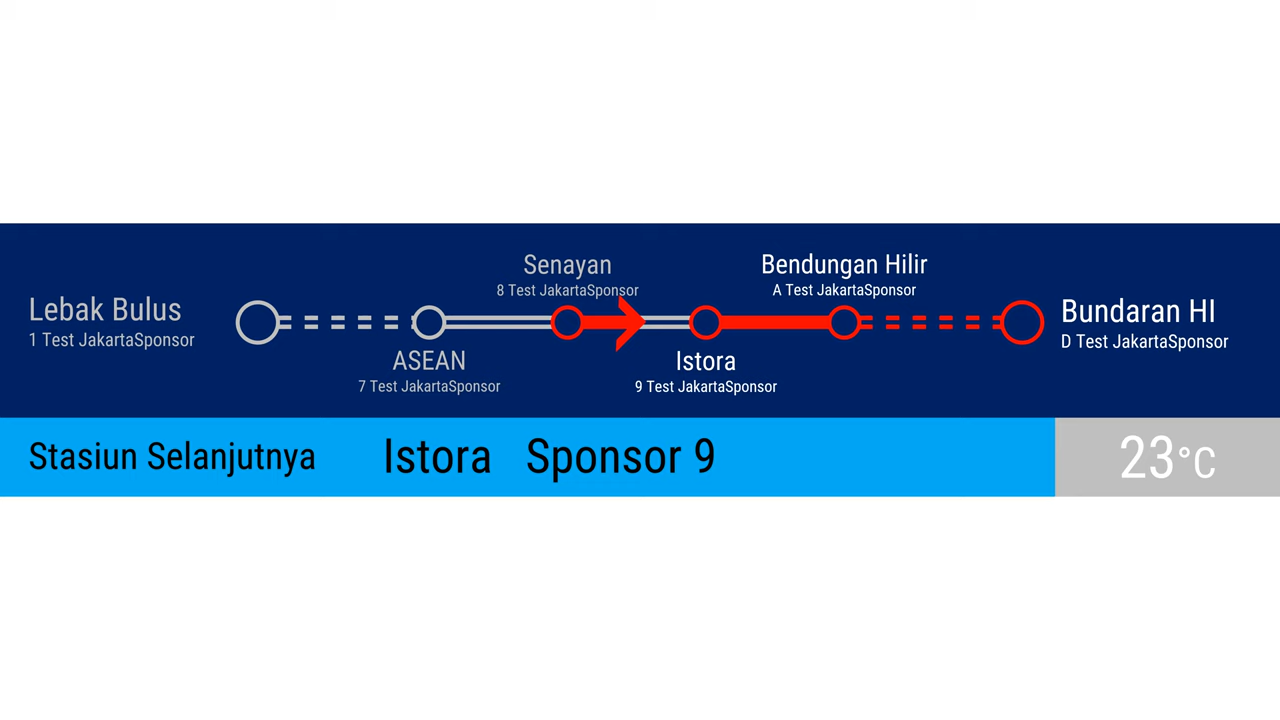 Lebak Bulus
1 Test JakartaSponsor
ASEAN
7 Test JakartaSponsor
Senayan
8 Test JakartaSponsor
Istora
9 Test JakartaSponsor
Bendungan Hilir
A Test JakartaSponsor
Bundaran HI
D Test JakartaSponsor
Stasiun Selanjutnya Istora Sponsor 9
23°C